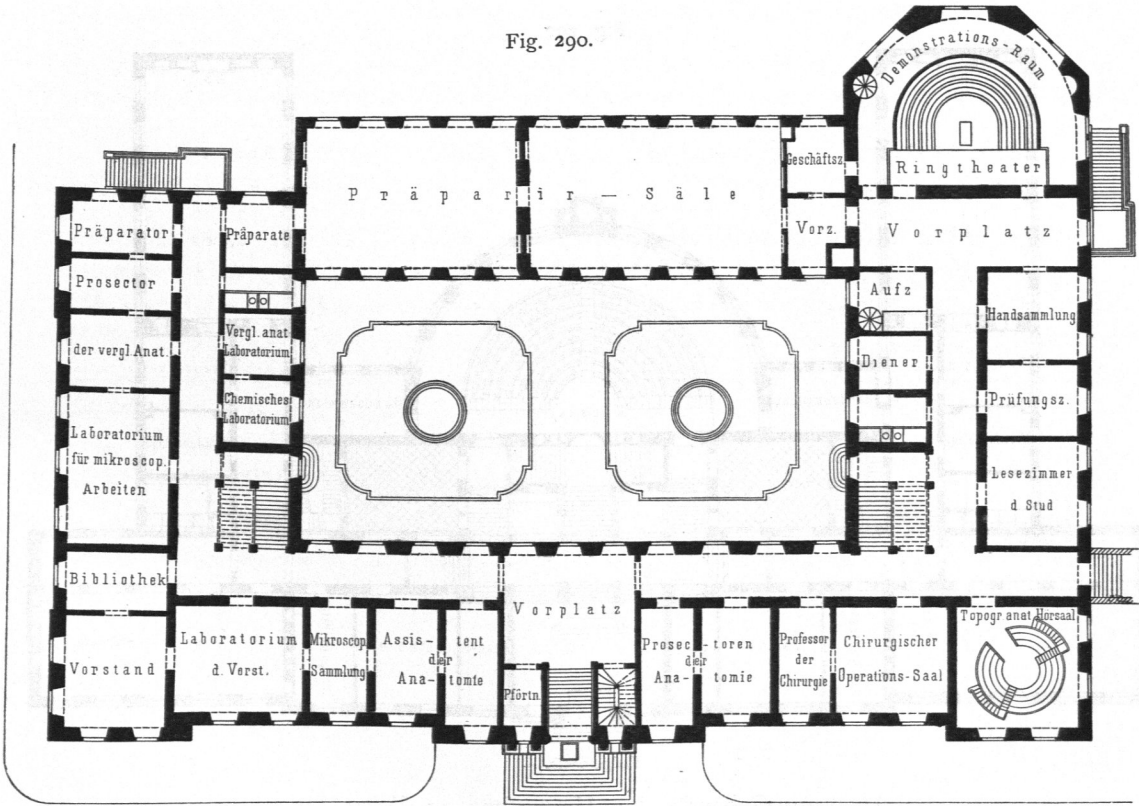 Fig. 290.
Demonstrations-Raum
Ringtheater
Geschäftsz.
Präparir-Säle
Vorz.
Vorplatz
Präparator
Präparate
Prosector
der vergl. Anat.
Vergl. anat.
Laboratorium
Chemisches
Laboratorium
Laboratorium
für mikroscop.
Arbeiten
Aufz
Diener
Handsammlung
Prüfungsz.
Lesezimmer
d Stud
Bibliothek
Vorstand
Laboratorium
d. Verst.
Mikroscop
Sammlung
Assis- tent
der
Ana- tomie
Vorplatz
Pförtn.
Prosec -toren
der
Ana- tomie
Professor
der
Chirurgie
Chirurgischer
Operations-Saal
Topogr anat Hörsaal